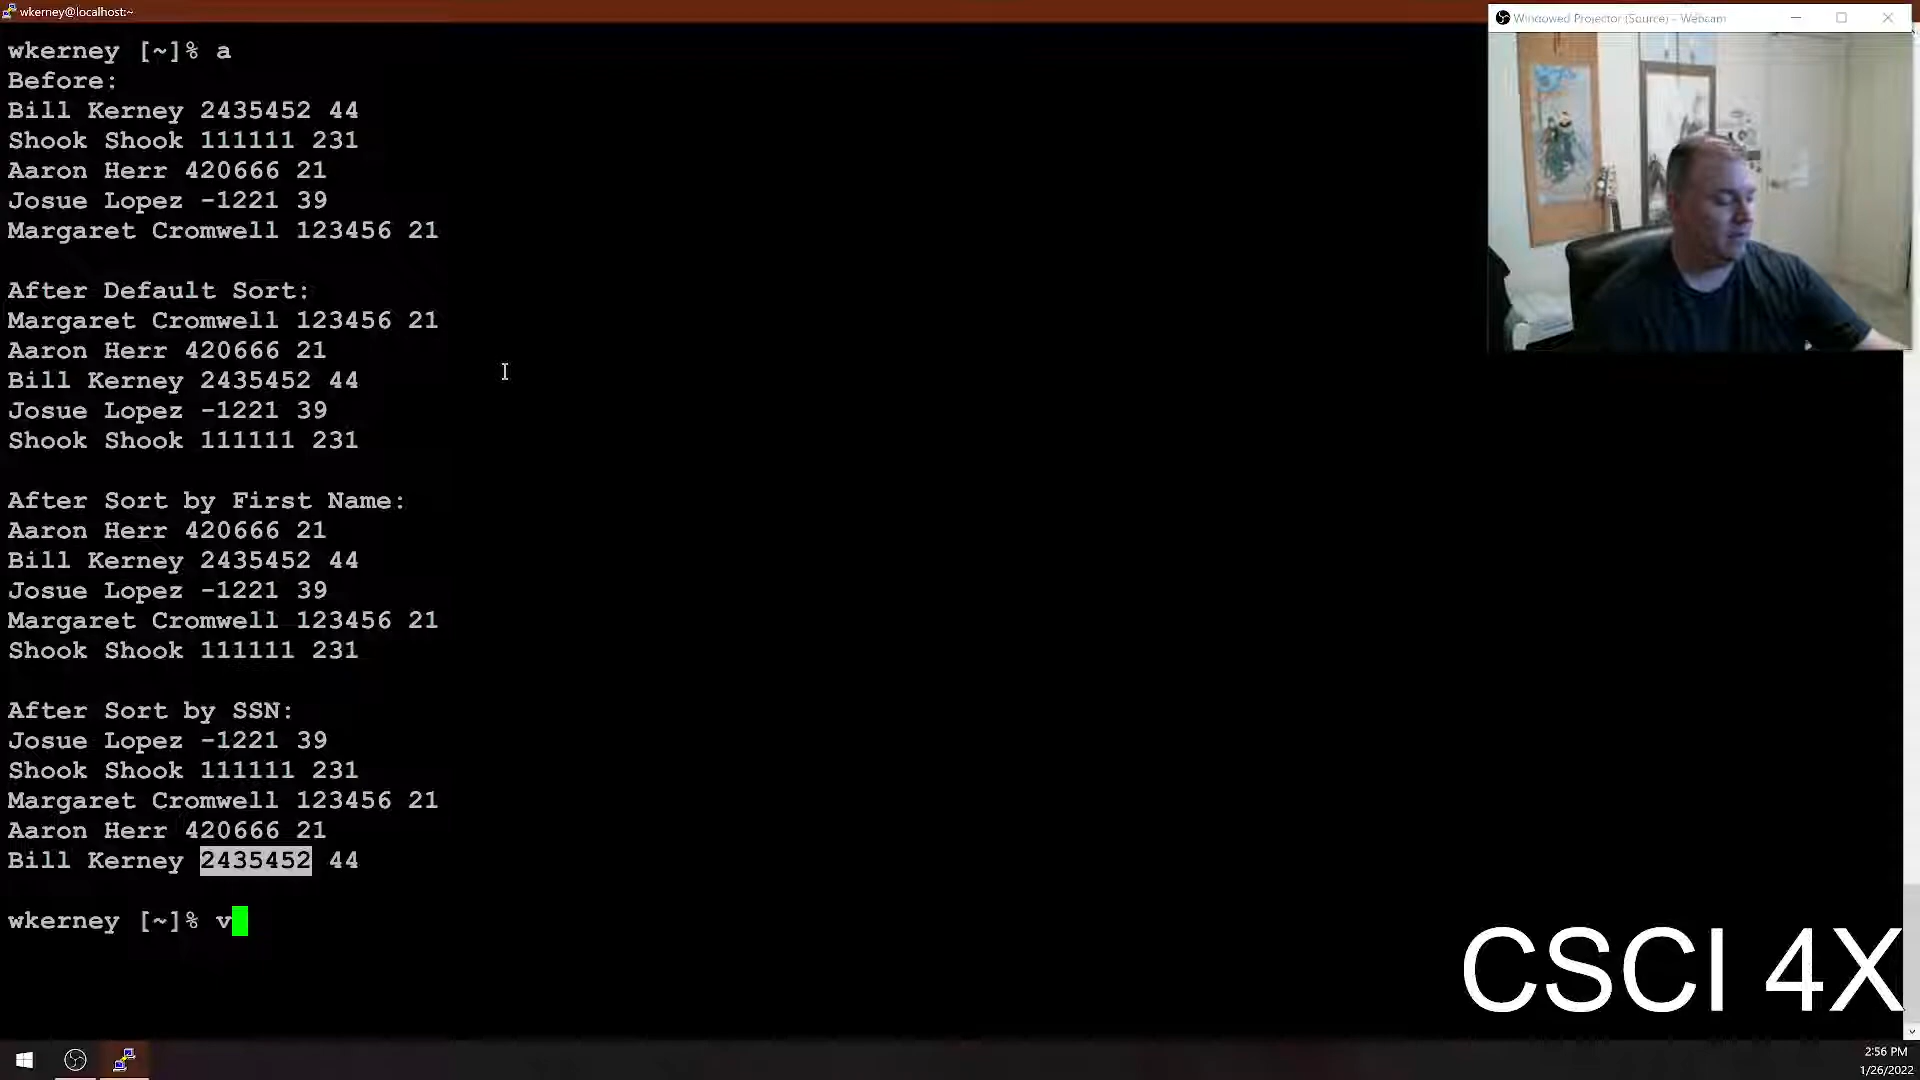 wkerney@localhost:~
Windowed Projector (Source) - Webcam
wkerney [~]% a
Before:
Bill Kerney 2435452 44
Shook Shook 111111 231
Aaron Herr 420666 21
Josue Lopez -1221 39
Margaret Cromwell 123456 21
After Default Sort:
Margaret Cromwell 123456 21
Aaron Herr 420666 21
Bill Kerney 2435452 44
Josue Lopez -1221 39
Shook Shook 111111 231
After Sort by First Name:
Aaron Herr 420666 21
Bill Kerney 2435452 44
Josue Lopez -1221 39
Margaret Cromwell 123456 21
Shook Shook 111111 231
After Sort by SSN:
Josue Lopez -1221 39
Shook Shook 111111 231
Margaret Cromwell 123456 21
Aaron Herr 420666 21
Bill Kerney 2435452 44
wkerney [~]% v
CSCI 4X
2:56 PM
1/26/2022